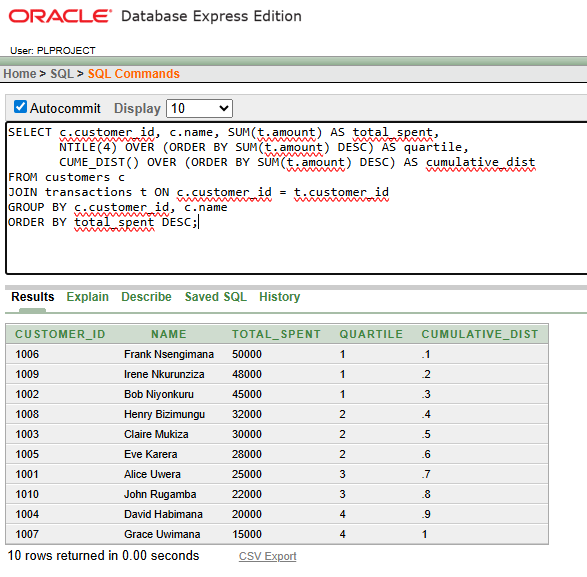 ORACLE® Database Express Edition
User: PLPROJECT
Home > SQL > SQL Commands
Autocommit Display 10
SELECT c.customer_id, c.name, SUM(t.amount) AS total_spent,
NTILE(4) OVER (ORDER BY SUM(t.amount) DESC) AS quartile,
CUME_DIST() OVER (ORDER BY SUM(t.amount) DESC) AS cumulative_dist
FROM customers c
JOIN transactions t ON c.customer_id = t.customer_id
GROUP BY c.customer_id, c.name
ORDER BY total_spent DESC;
Results Explain Describe Saved SQL History
CUSTOMER_ID NAME TOTAL_SPENT QUARTILE CUMULATIVE_DIST
1006 Frank Nsengimana 50000 1 .1
1009 Irene Nkurunziza 48000 1 .2
1002 Bob Niyonkuru 45000 1 .3
1008 Henry Bizimungu 32000 2 .4
1003 Claire Mukiza 30000 2 .5
1005 Eve Karera 28000 2 .6
1001 Alice Uwera 25000 3 .7
1010 John Rugamba 22000 3 .8
1004 David Habimana 20000 4 .9
1007 Grace Uwimana 15000 4 1
10 rows returned in 0.00 seconds CSV Export